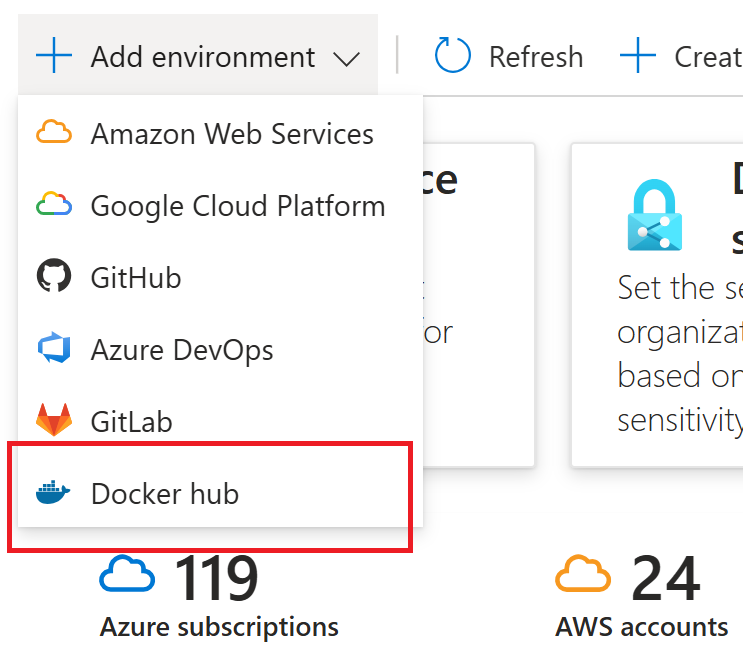 Add environment
Refresh
Creat
Amazon Web Services
Google Cloud Platform
GitHub
Azure DevOps
GitLab
Docker hub
ce
for
Set the se
organizat
based on
sensitivity
119
Azure subscriptions
24
AWS accounts